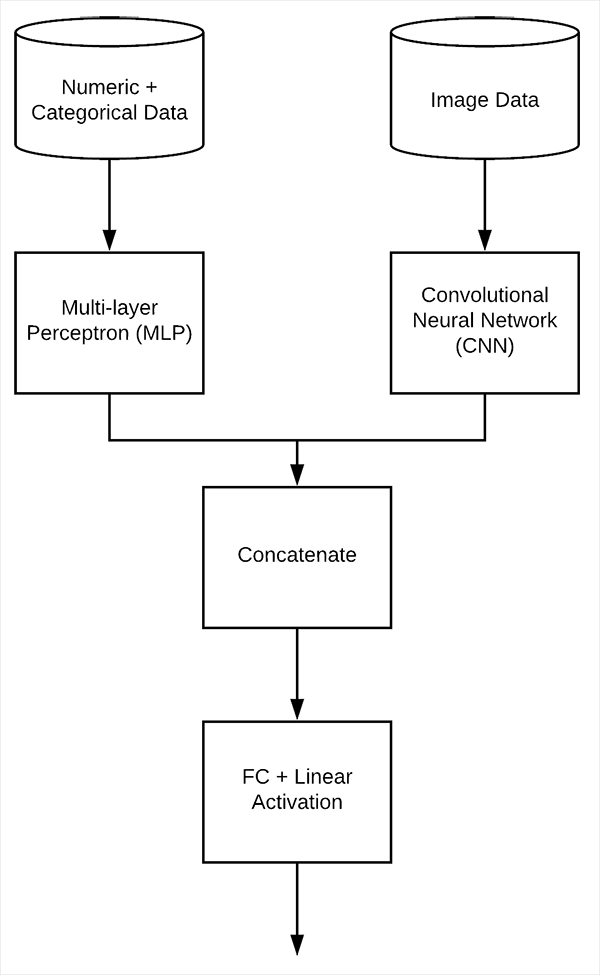 Numeric +
Categorical Data
Image Data
Multi-layer
Perceptron (MLP)
Convolutional
Neural Network
(CNN)
Concatenate
FC + Linear
Activation